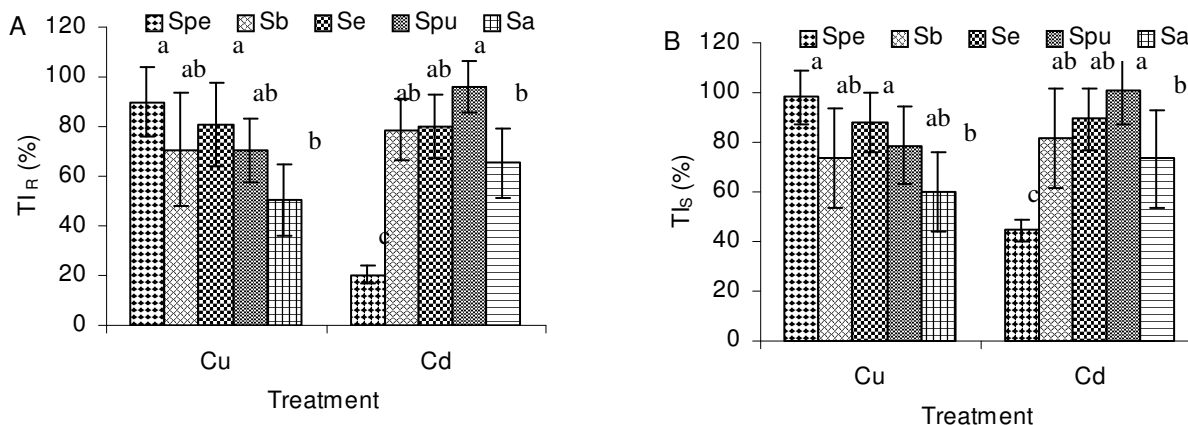 A
Spe Sb Se Spu Sa
120
100
80
60
40
20
0
TI R (%)
a ab a ab b
c ab ab a b
Cu Cd
Treatment
B
Spe Sb Se Spu Sa
120
100
80
60
40
20
0
TIS (%)
a ab a ab b
c ab ab a b
Cu Cd
Treatment